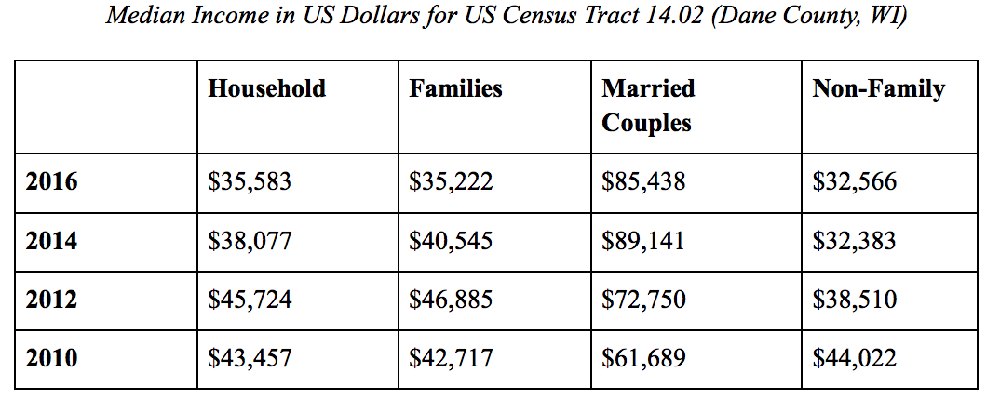 Median Income in US Dollars for US Census Tract 14.02 (Dane County, WI)
Household Families Married Couples Non-Family
2016 $35,583 $35,222 $85,438 $32,566
2014 $38,077 $40,545 $89,141 $32,383
2012 $45,724 $46,885 $72,750 $38,510
2010 $43,457 $42,717 $61,689 $44,022